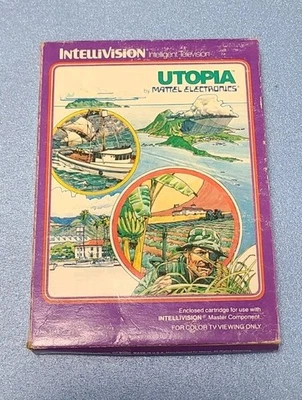 INTELLIVISION Intelligent Television
UTOPIA
by MATTEL ELECTRONICS®
Enclosed cartridge for use with
INTELLIVISION® Master Component.
FOR COLOR TV VIEWING ONLY